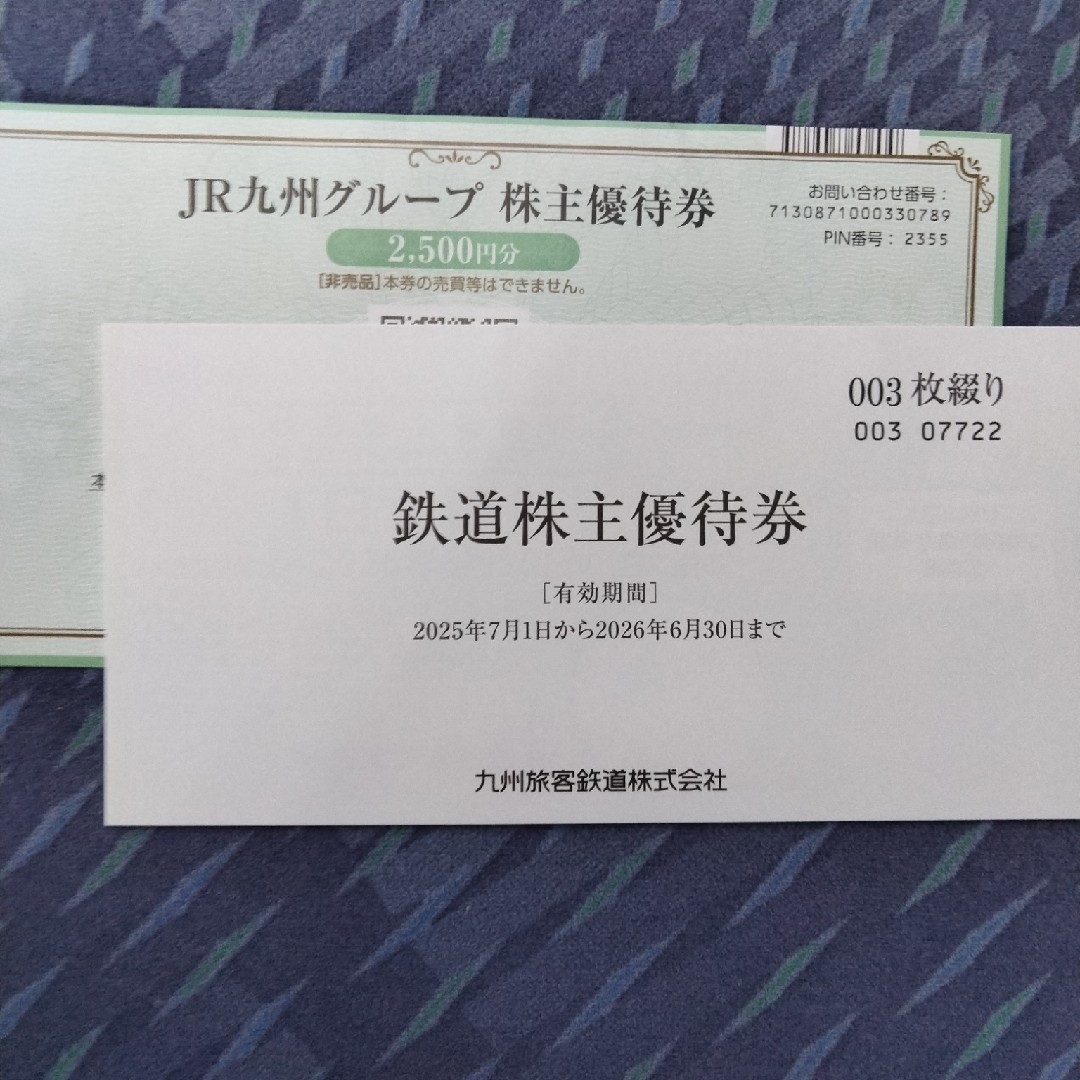 JR九州グループ 株主優待券
2,500円分
[非売品]本券の売買等はできません。
お問い合わせ番号：
7130871000330789
PIN番号：2355
003枚綴り
003 07722
鉄道株主優待券
［有効期間］
2025年7月1日から2026年6月30日まで
九州旅客鉄道株式会社